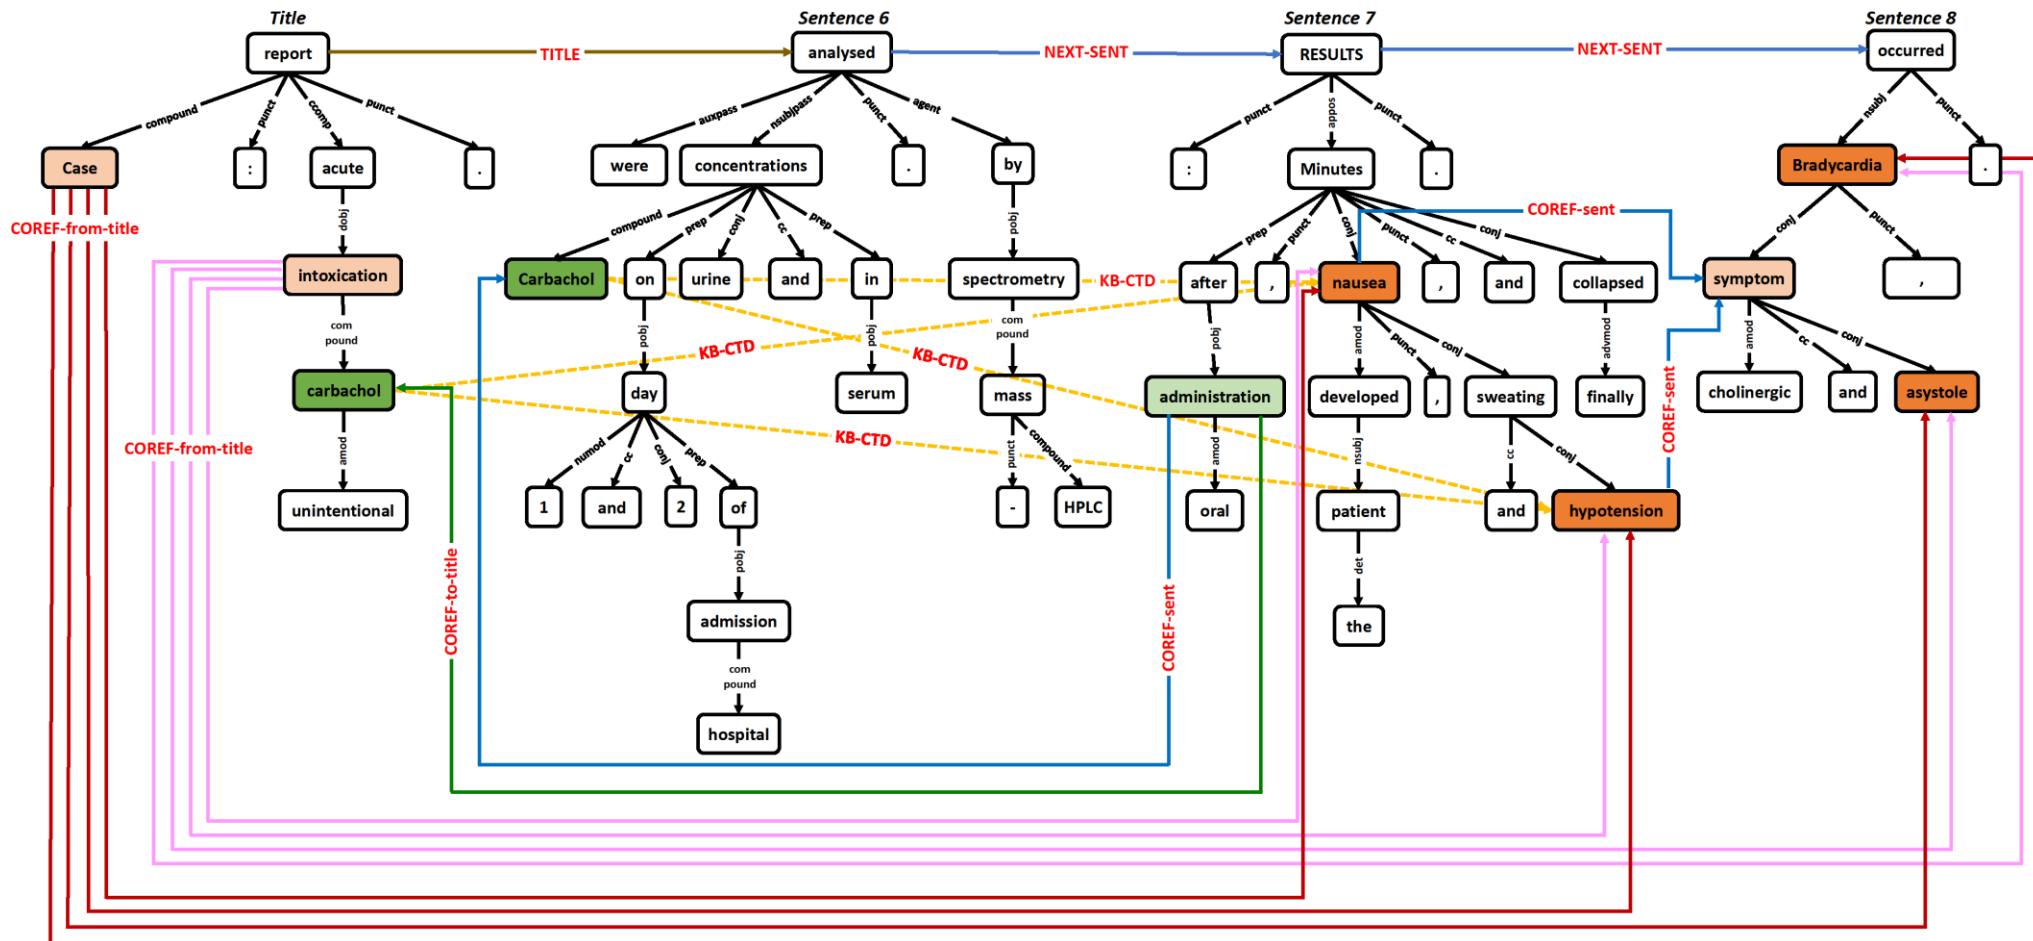 Title
Sentence 6
Sentence 7
Sentence 8
report
TITLE
analysed
NEXT-SENT
RESULTS
NEXT-SENT
occurred
compound
punct
ccomp
punct
auxpass
nsubjpass
punct
agent
punct
appos
punct
nsubj
punct
Case
:
acute
.
were
concentrations
.
by
:
Minutes
.
Bradycardia
.
COREF-from-title
dobj
compound
prep
conj
cc
prep
pobj
prep
punct
conj
punct
cc
conj
COREF-sent
conj
punct
intoxication
Carbachol
on
urine
and
in
spectrometry
KB-CTD
after
,
nausea
,
and
collapsed
symptom
,
com
pound
pobj
KB-CTD
KB-CTD
pobj
com
pound
pobj
amod
punct
conj
advmod
COREF-sent
amod
cc
conj
carbachol
day
serum
mass
administration
developed
,
sweating
finally
cholinergic
and
asystole
COREF-from-title
amod
numod
cc
conj
prep
KB-CTD
punct
compound
amod
nsubj
cc
conj
unintentional
1
and
2
of
-
HPLC
oral
patient
and
hypotension
COREF-to-title
pobj
COREF-sent
det
admission
the
com
pound
hospital